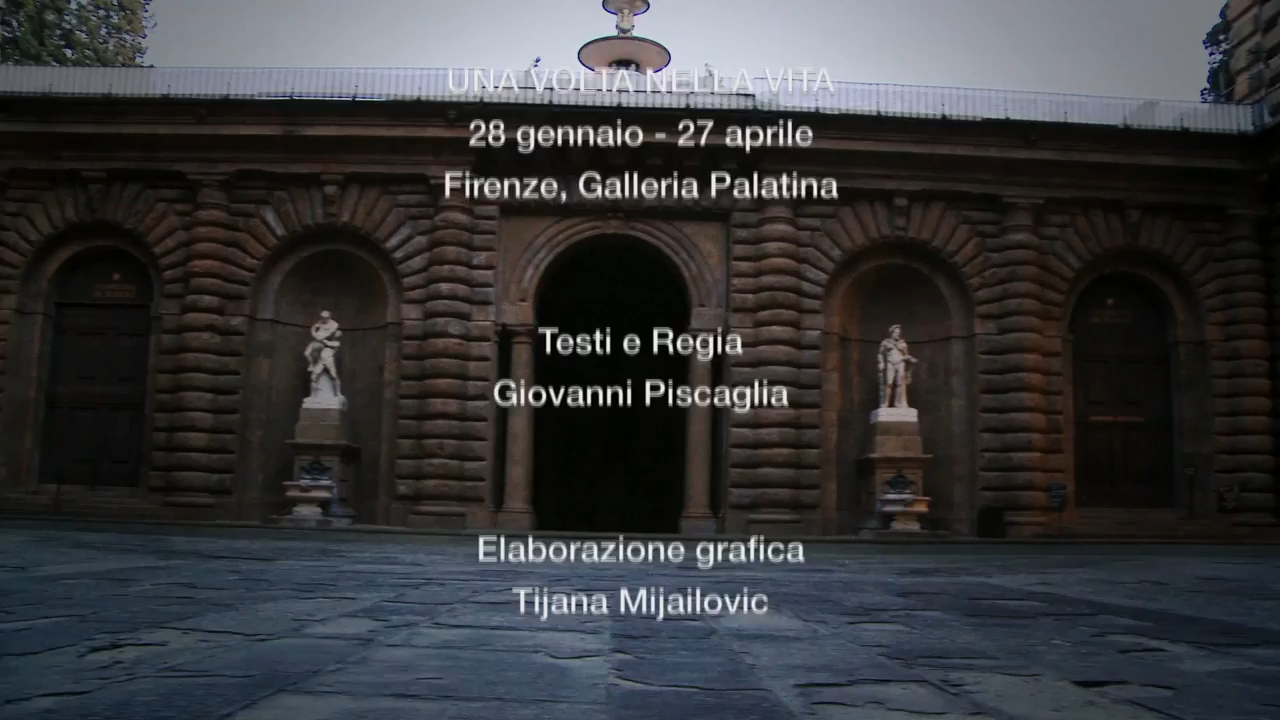 UNA VOLTA NELLA VITA
28 gennaio - 27 aprile
Firenze, Galleria Palatina
Testi e Regia
Giovanni Piscaglia
Elaborazione grafica
Tijana Mijailovic